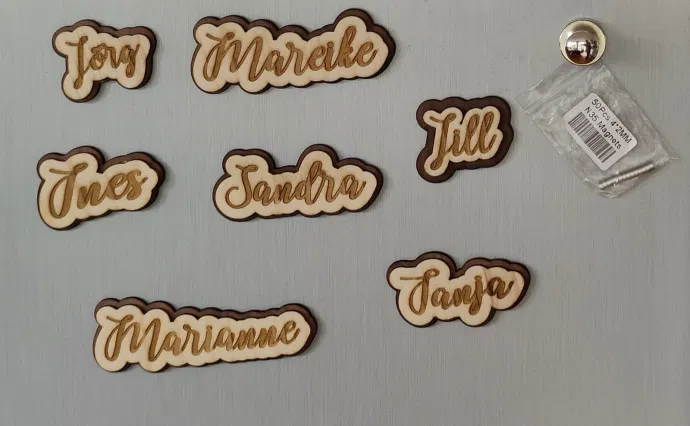 Jörg
Mareike
Jill
50Pcs 4*2MM
N35 Magnets
Ines
Sandra
Tanja
Marianne